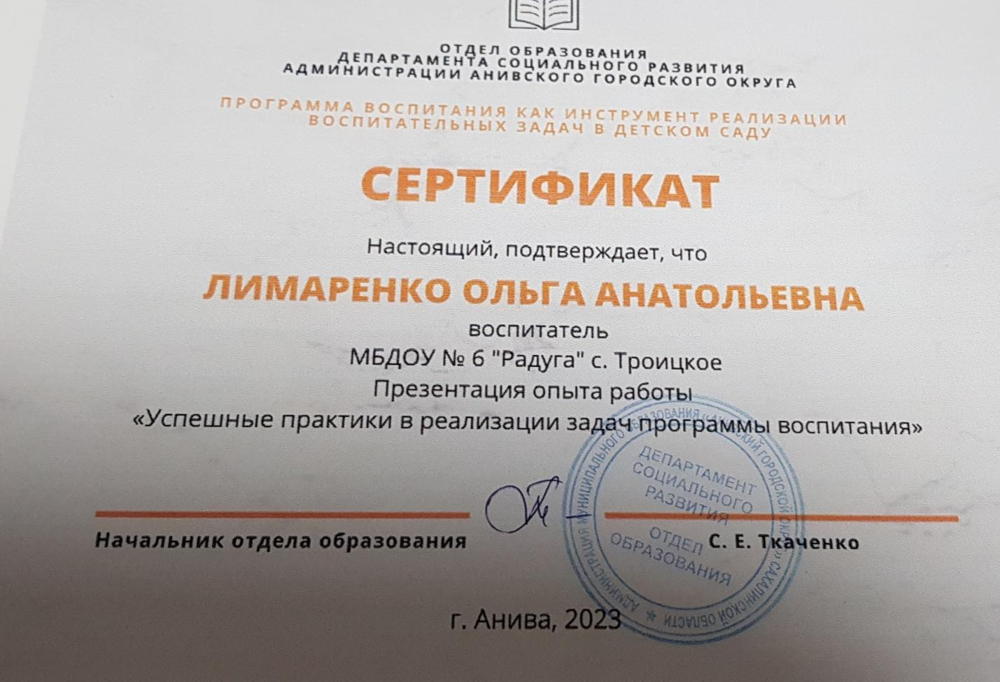 ОТДЕЛ ОБРАЗОВАНИЯ
ДЕПАРТАМЕНТА СОЦИАЛЬНОГО РАЗВИТИЯ
АДМИНИСТРАЦИИ АНИВСКОГО ГОРОДСКОГО ОКРУГА
ПРОГРАММА ВОСПИТАНИЯ КАК ИНСТРУМЕНТ РЕАЛИЗАЦИИ
ВОСПИТАТЕЛЬНЫХ ЗАДАЧ В ДЕТСКОМ САДУ
СЕРТИФИКАТ
Настоящий, подтверждает, что
ЛИМАРЕНКО ОЛЬГА АНАТОЛЬЕВНА
воспитатель
МБДОУ № 6 "Радуга" с. Троицкое
Презентация опыта работы
«Успешные практики в реализации задач программы воспитания»
Начальник отдела образования
С. Е. Ткаченко
АДМИНИСТРАЦИЯ МУНИЦИПАЛЬНОГО ОБРАЗОВАНИЯ ГОРОДСКОЙ САХАЛИНСКОЙ ОБЛАСТИ
ДЕПАРТАМЕНТ
СОЦИАЛЬНОГО
РАЗВИТИЯ
ОТДЕЛ
ОБРАЗОВАНИЯ
г. Анива, 2023